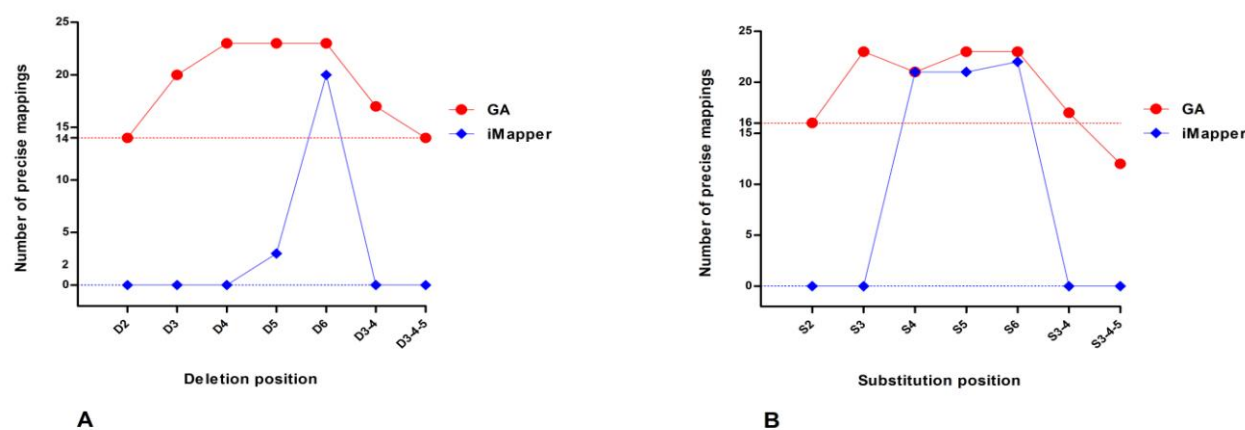 Number of precise mappings
25
20
15
14
10
5
2
0
D2
D3
D4
D5
D6
D3-4
D3-4-5
Deletion position
GA
iMapper
A
Number of precise mappings
25
20
16
15
10
5
0
S2
S3
S4
S5
S6
S3-4
S3-4-5
Substitution position
GA
iMapper
B